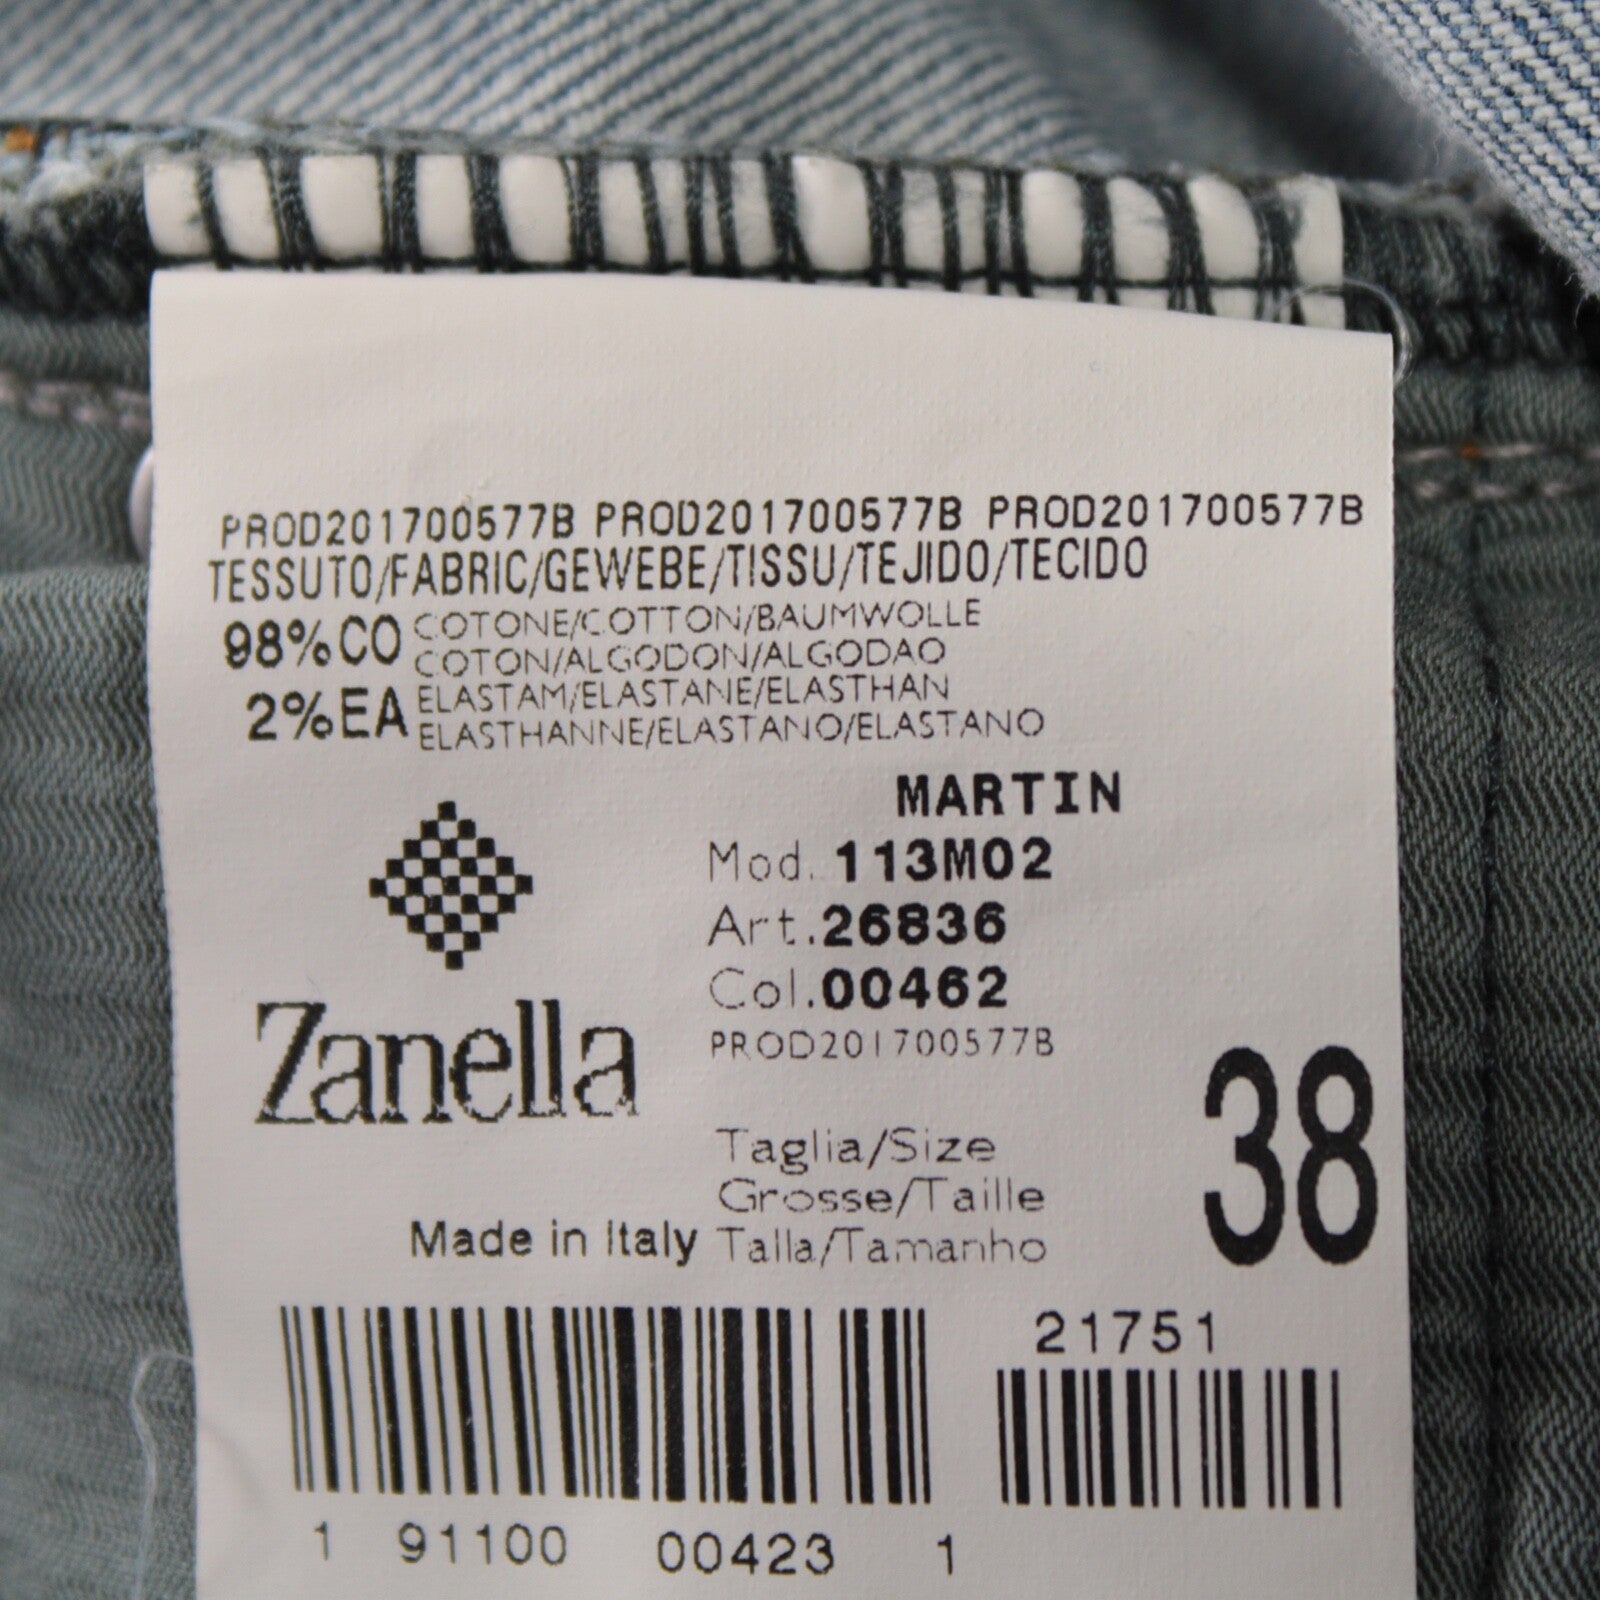 PROD201700577B PROD201700577B PROD201700577B
TESSUTO/FABRIC/GEWEBE/TISSU/TEJIDO/TECIDO
98%CO COTONE/COTTON/BAUMWOLLE
COTON/ALGODON/ALGODAO
2%EA ELASTAM/ELASTANE/ELASTHAN
ELASTHANNE/ELASTANO/ELASTANO
MARTIN
Mod. 113M02
Art.26836
Col.00462
PROD201700577B
Zanella
Made in Italy
Taglia/Size
Grosse/Taille
Talla/Tamanho
38
21751
1 91100 00423 1